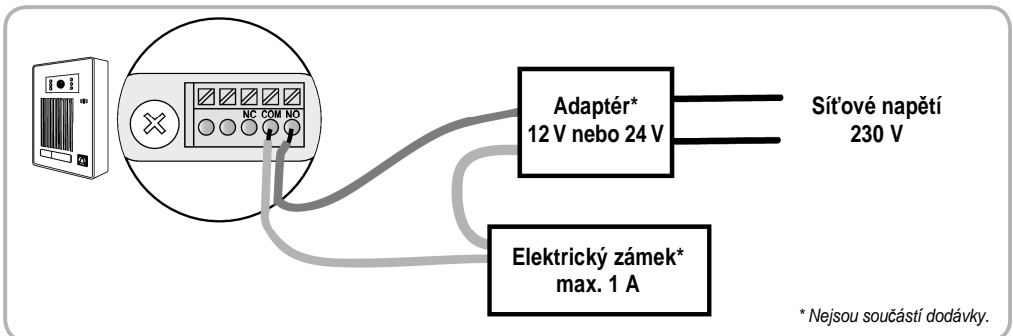 NC COM NO
Adaptér*
12 V nebo 24 V
Síťové napětí
230 V
Elektrický zámek*
max. 1 A
* Nejsou součástí dodávky.